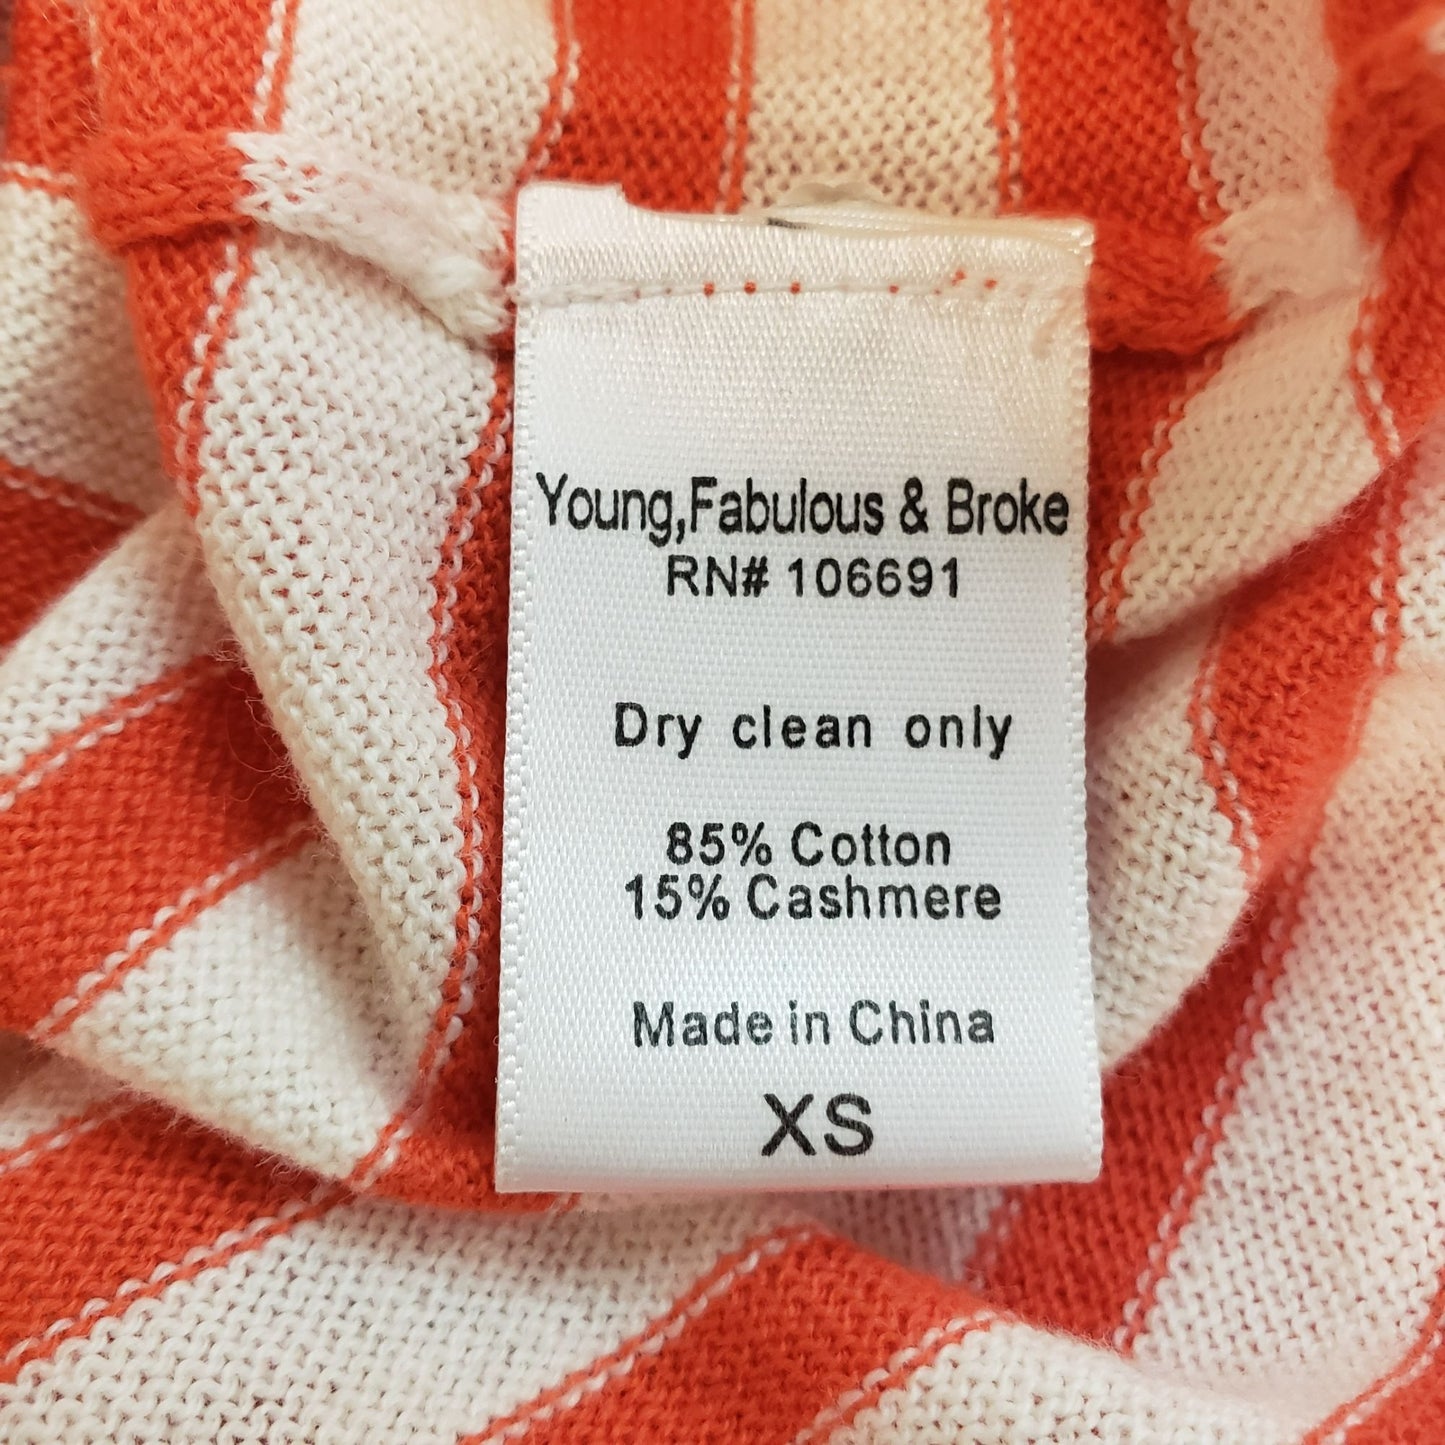 Young,Fabulous & Broke
RN# 106691
Dry clean only
85% Cotton
15% Cashmere
Made in China
XS